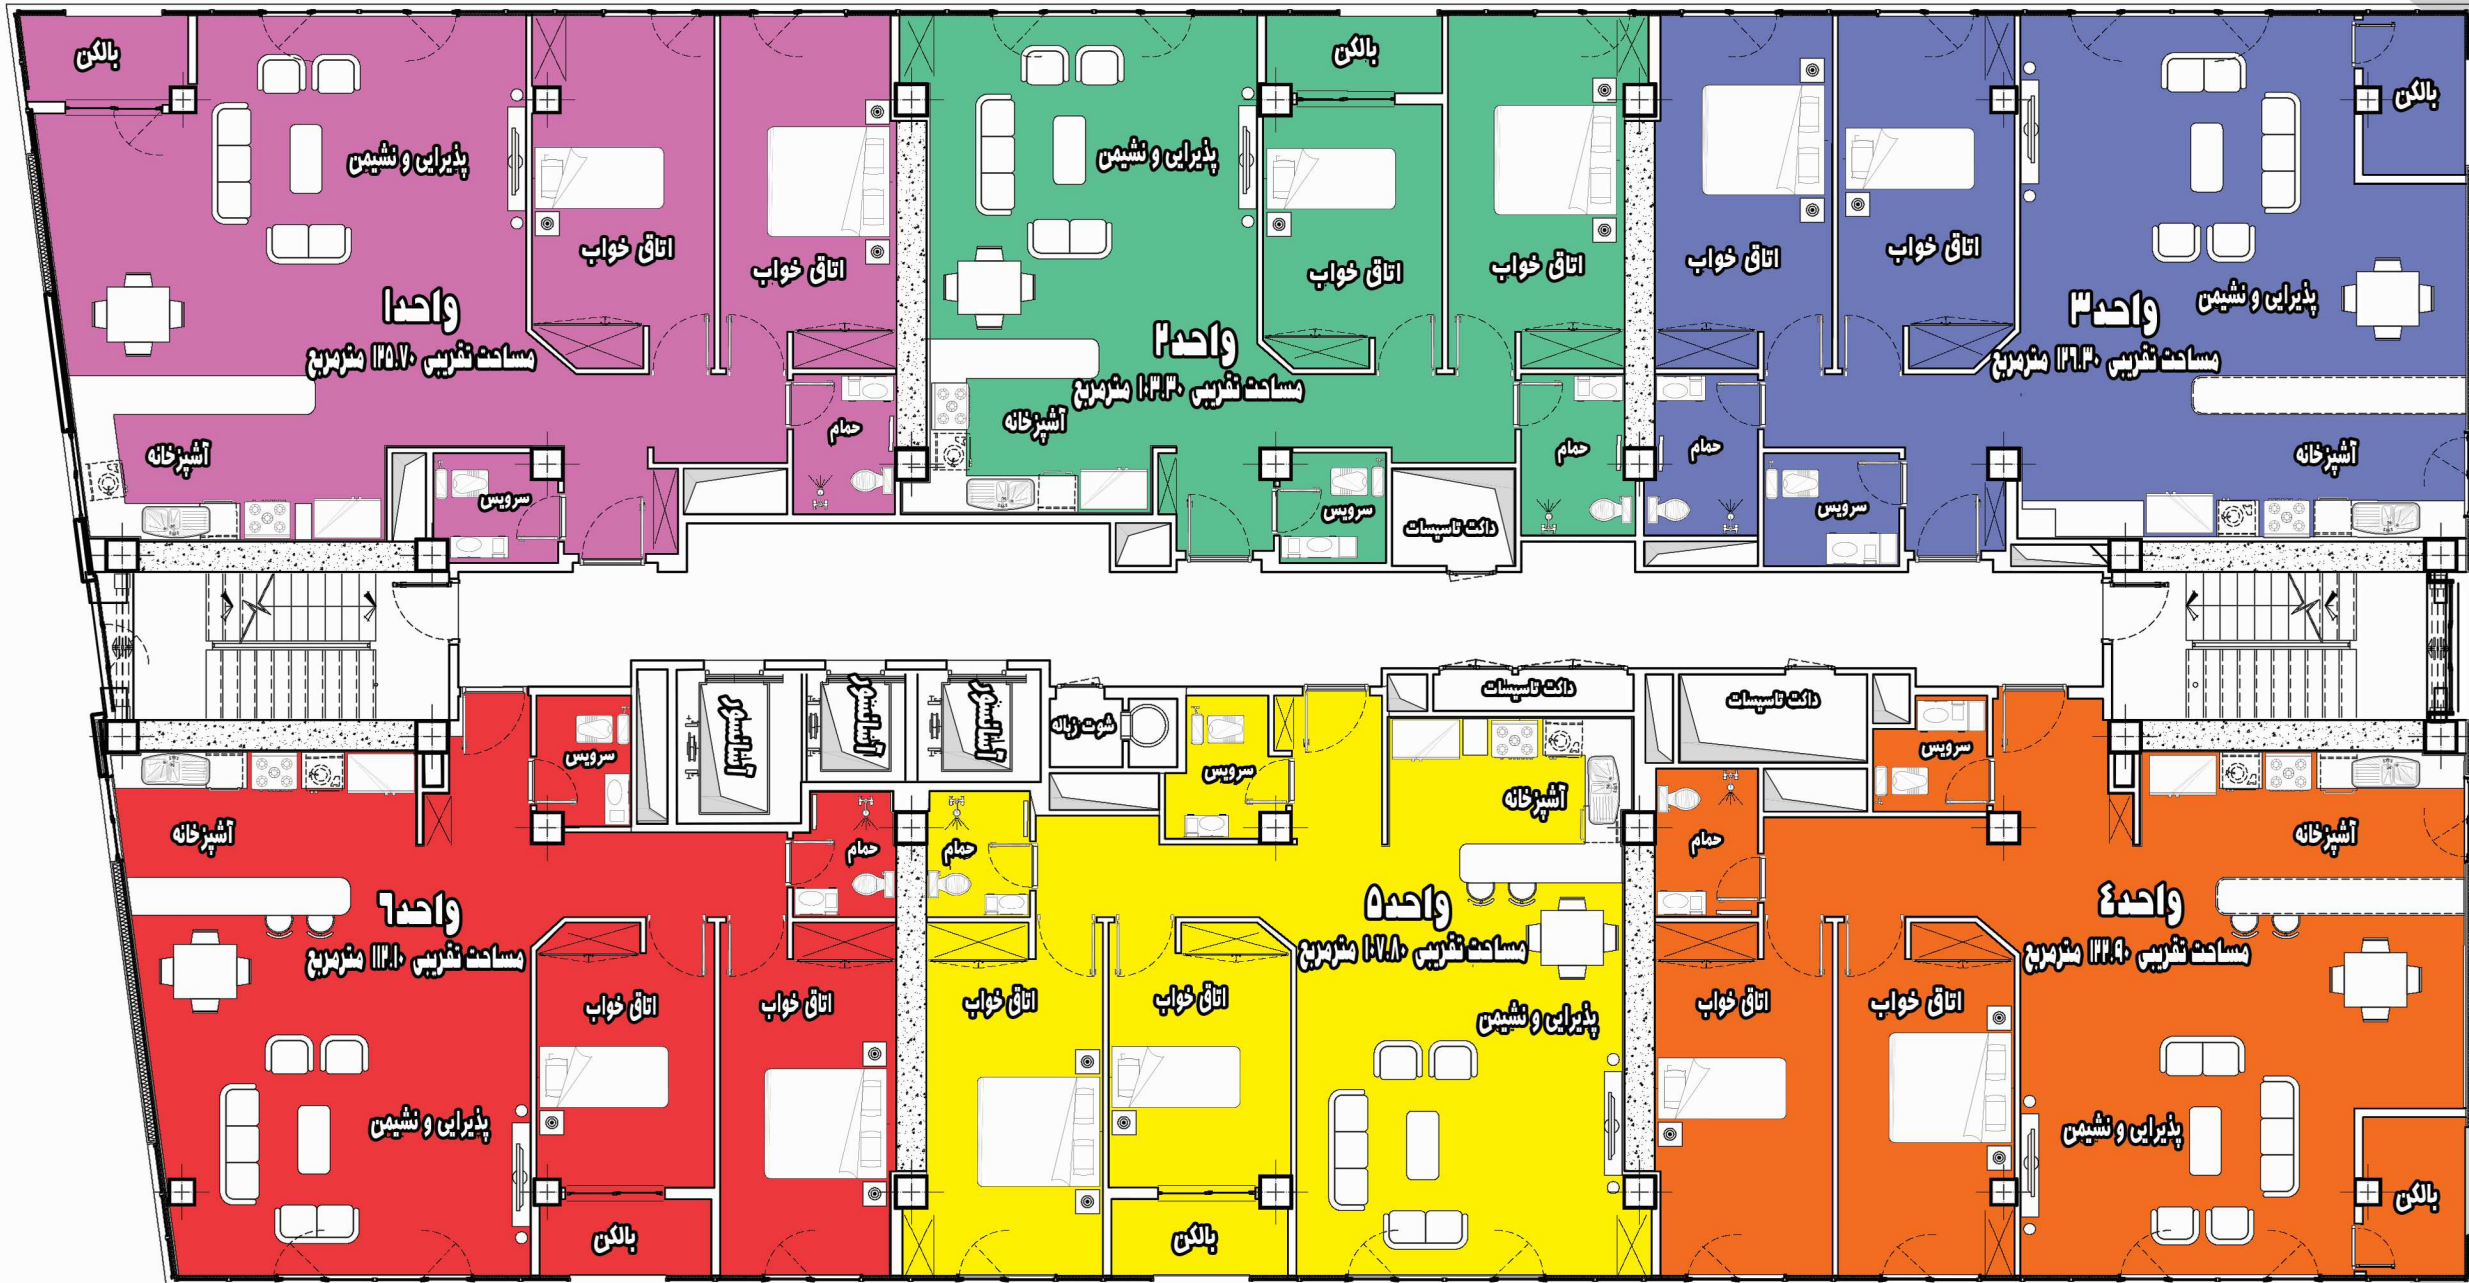 بالکن
پذیرایی و نشیمن
اتاق خواب
اتاق خواب
واحد۱
مساحت تقریبی ۱۲۵.۷۰ مترمربع
آشپزخانه
سرویس
حمام
بالکن
پذیرایی و نشیمن
اتاق خواب
اتاق خواب
واحد۲
مساحت تقریبی ۱۰۳.۳۰ مترمربع
آشپزخانه
سرویس
داکت تاسیسات
حمام
بالکن
اتاق خواب
اتاق خواب
پذیرایی و نشیمن
واحد۳
مساحت تقریبی ۱۲۶.۳۰ مترمربع
حمام
سرویس
آشپزخانه
آسانسور
آسانسور
آسانسور
شوت زباله
داکت تاسیسات
داکت تاسیسات
سرویس
آشپزخانه
حمام
واحد٦
مساحت تقریبی ۱۱۲.۱۰ مترمربع
اتاق خواب
اتاق خواب
پذیرایی و نشیمن
بالکن
سرویس
حمام
آشپزخانه
واحد۵
مساحت تقریبی ۱۰۷.۸۰ مترمربع
اتاق خواب
اتاق خواب
پذیرایی و نشیمن
بالکن
سرویس
حمام
آشپزخانه
واحد٤
مساحت تقریبی ۱۲۲.۹۰ مترمربع
اتاق خواب
اتاق خواب
پذیرایی و نشیمن
بالکن